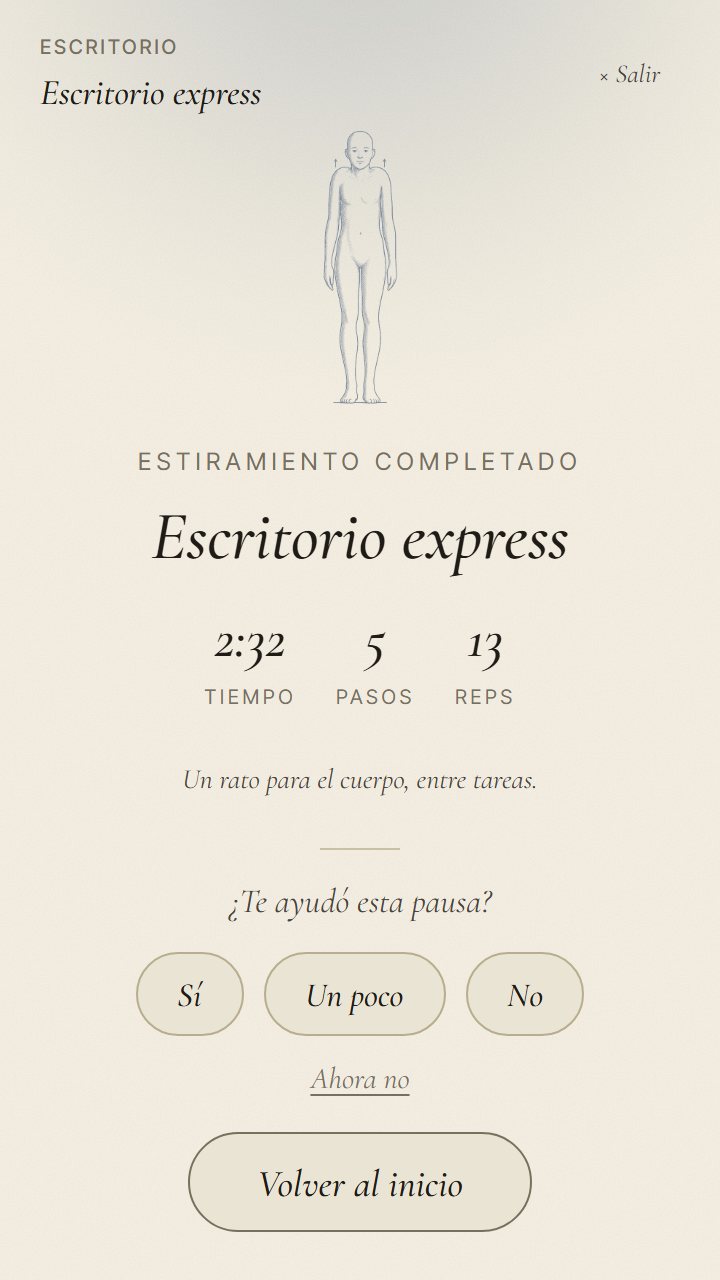 ESCRITORIO
Escritorio express
× Salir
ESTIRAMIENTO COMPLETADO
Escritorio express
2:32 5 13
TIEMPO PASOS REPS
Un rato para el cuerpo, entre tareas.
¿Te ayudó esta pausa?
Sí Un poco No
Ahora no
Volver al inicio